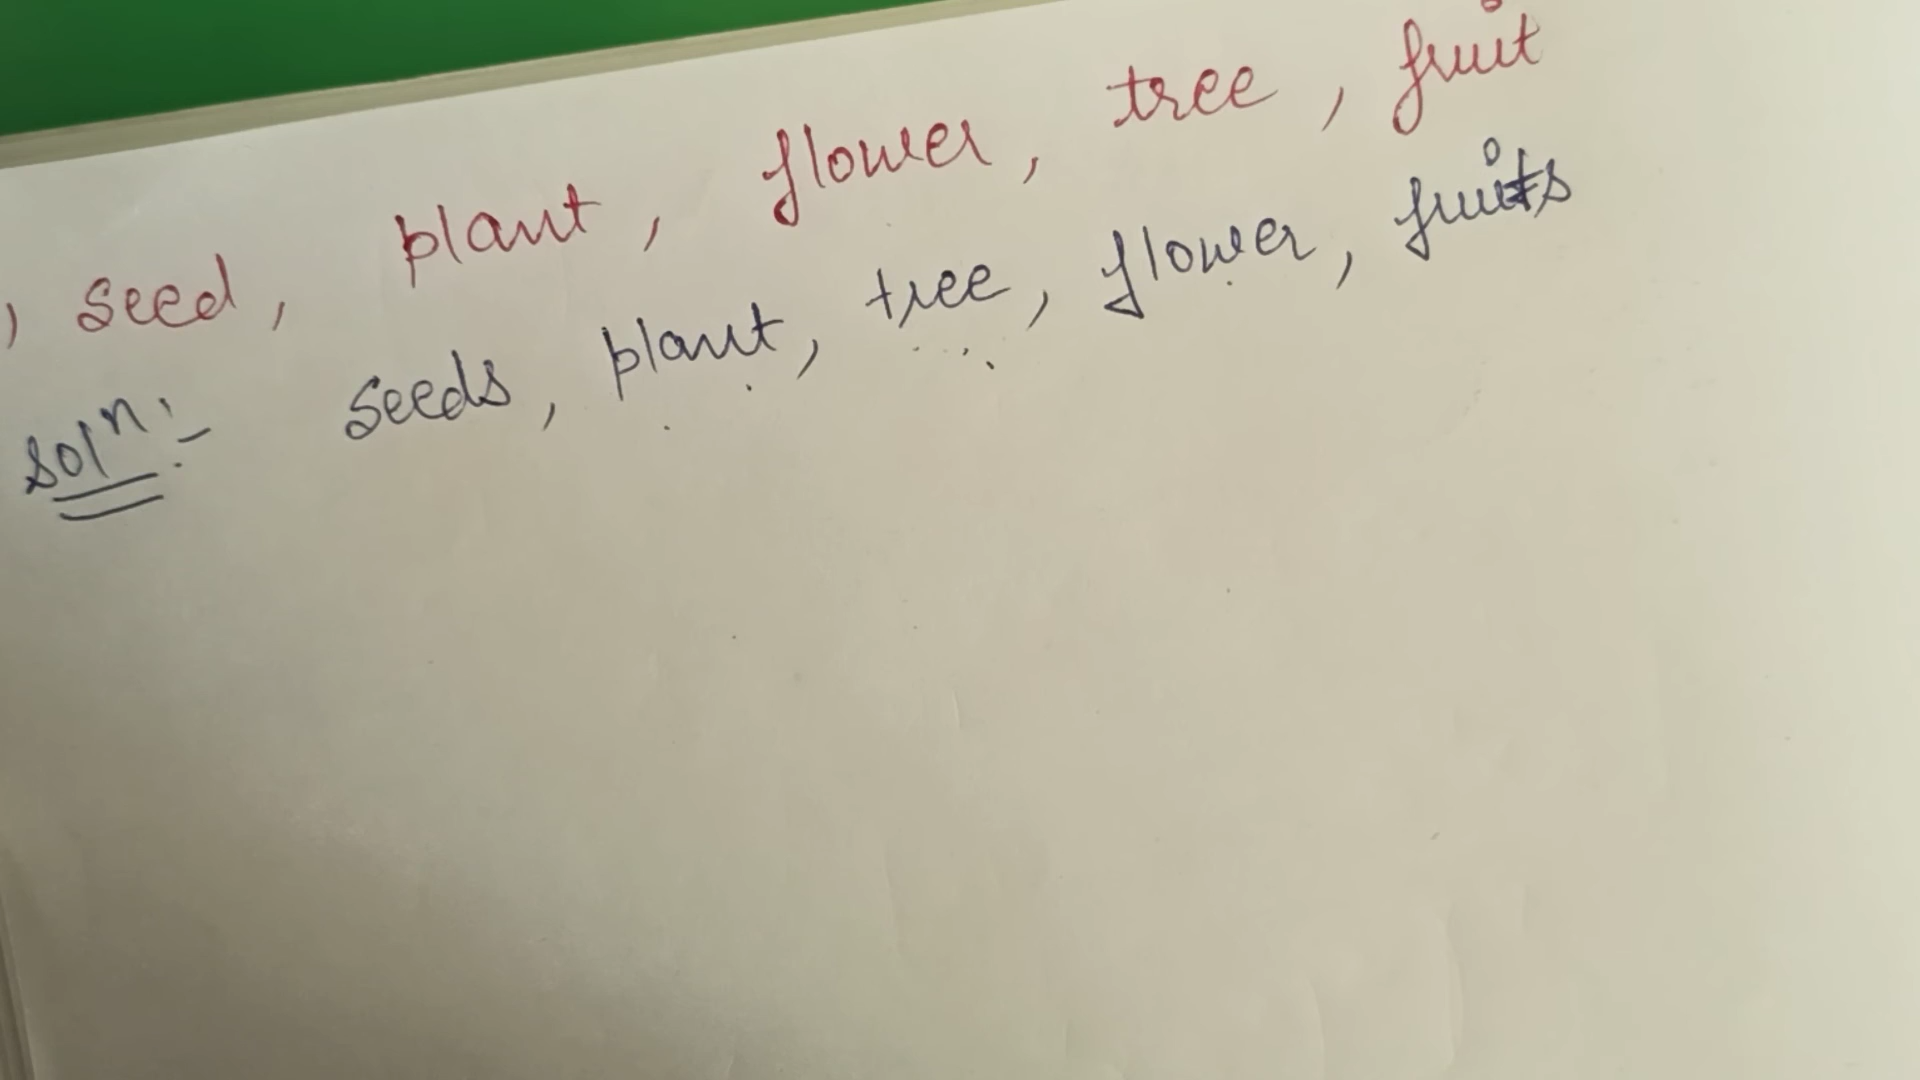 ) seed, plant, flower, tree, fruit
Solⁿ:- seeds, plant, tree, flower, fruits